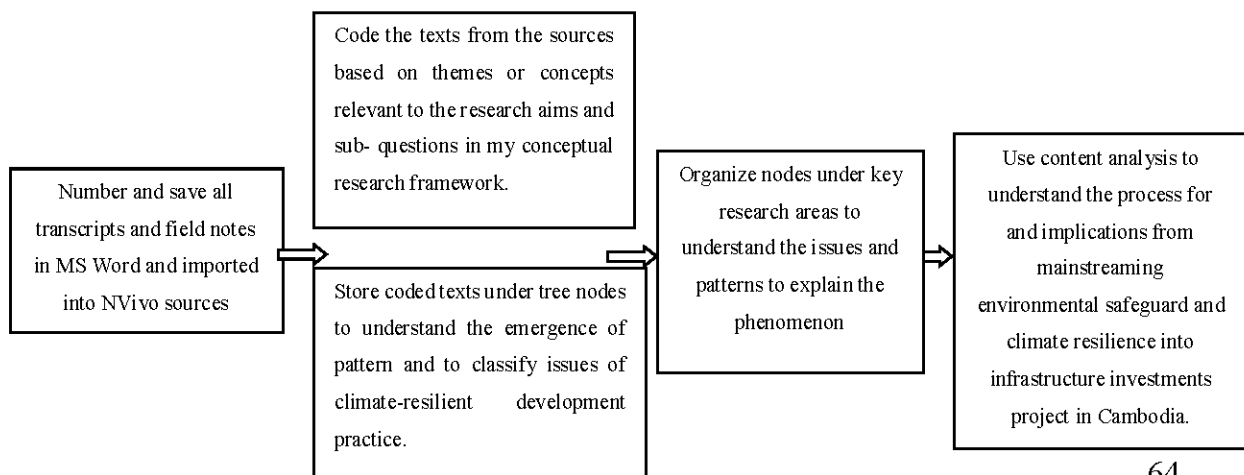 Number and save all
transcripts and field notes
in MS Word and imported
into NVivo sources
Code the texts from the sources
based on themes or concepts
relevant to the research aims and
sub- questions in my conceptual
research framework.
Store coded texts under tree nodes
to understand the emergence of
pattern and to classify issues of
climate-resilient development
practice.
Organize nodes under key
research areas to
understand the issues and
patterns to explain the
phenomenon
Use content analysis to
understand the process for
and implications from
mainstreaming
environmental safeguard and
climate resilience into
infrastructure investments
project in Cambodia.
64